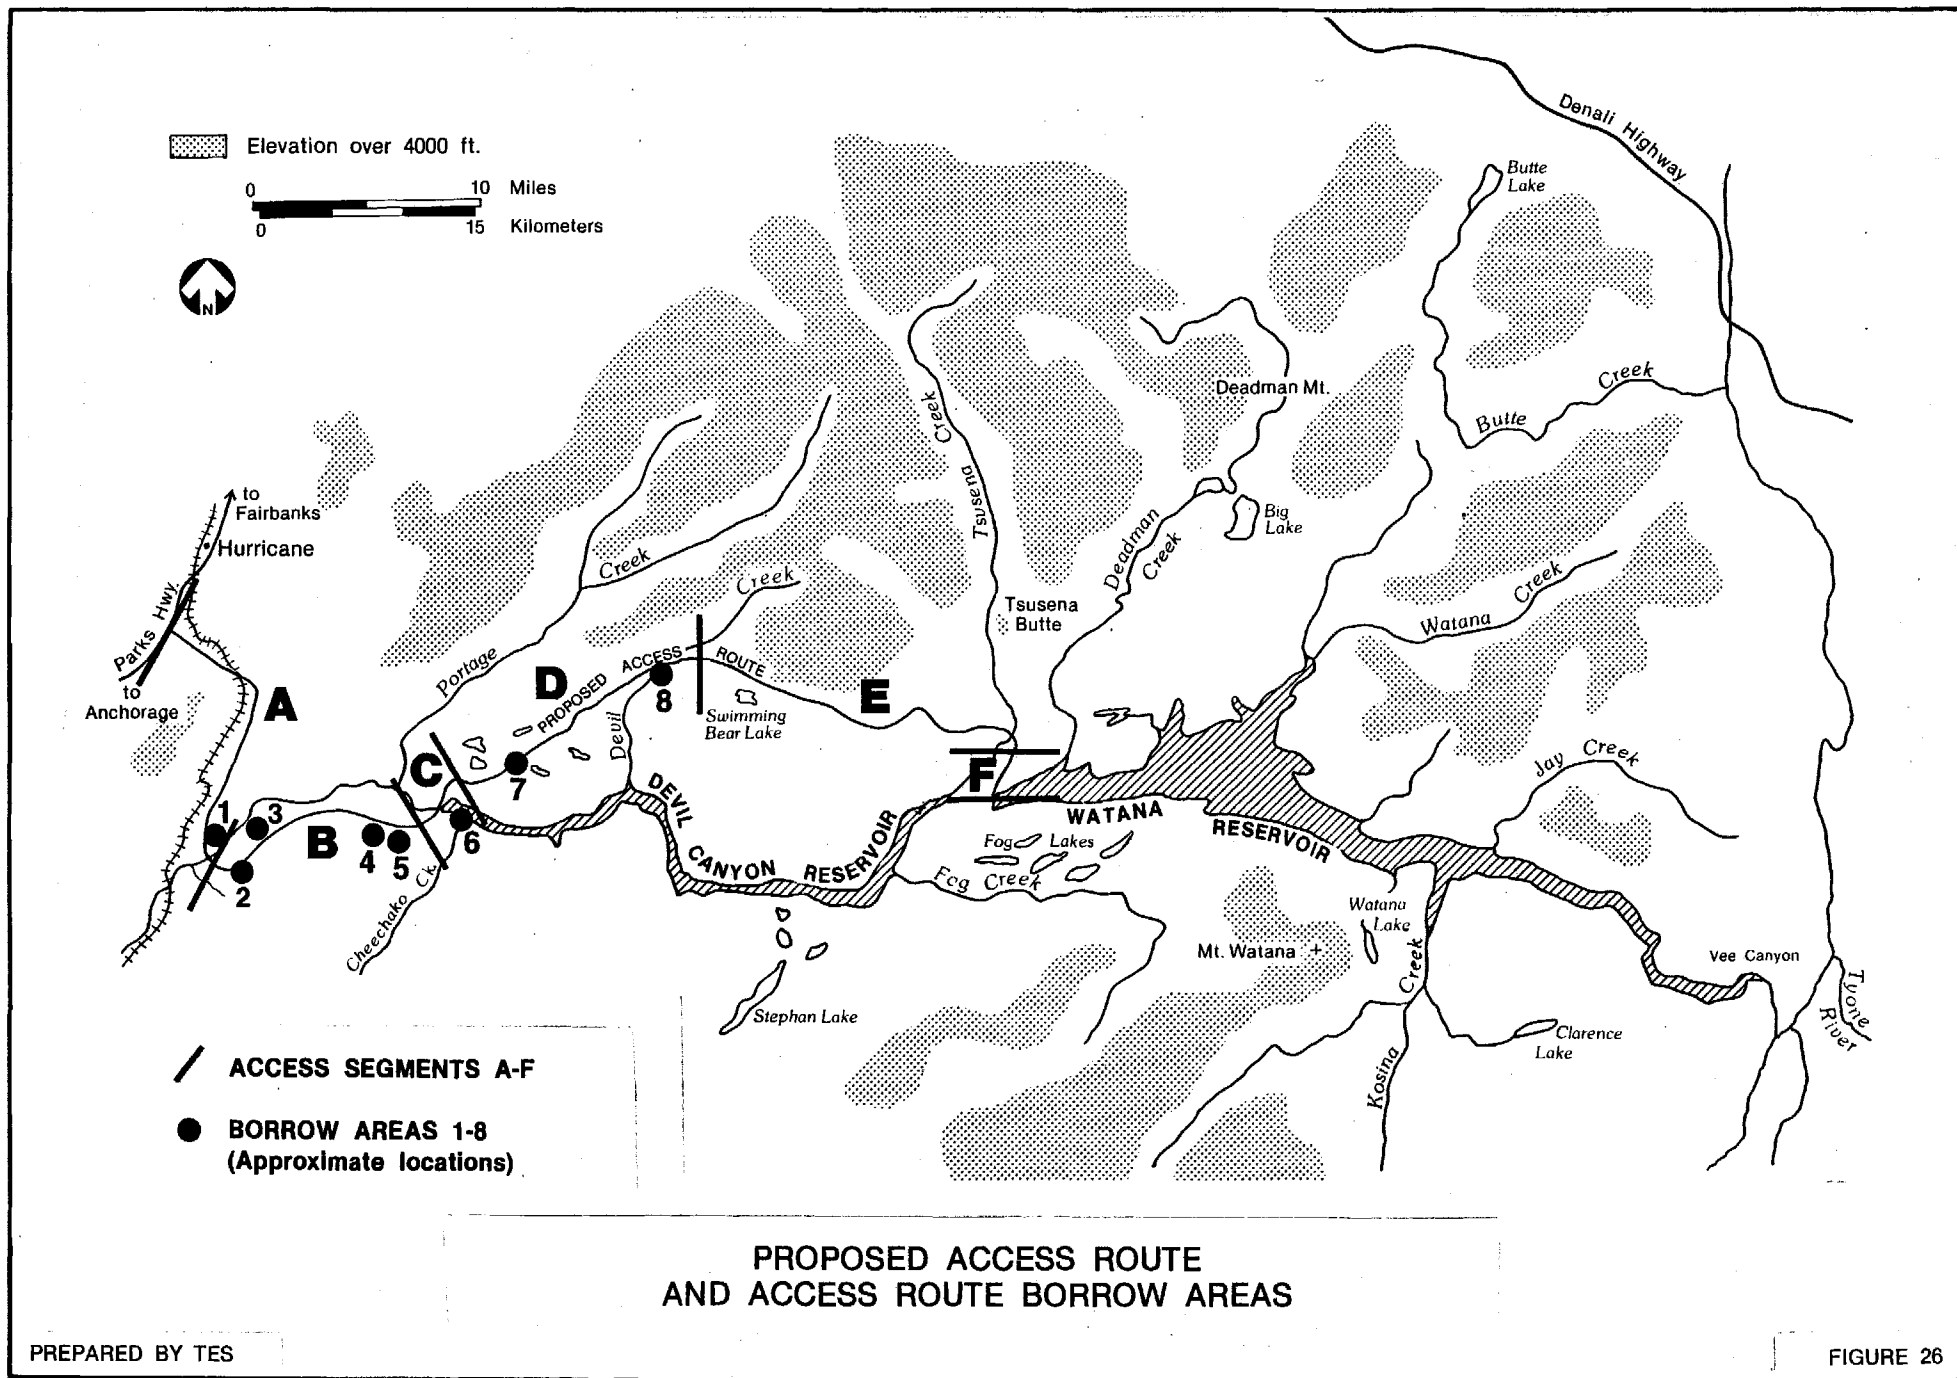 Elevation over 4000 ft.
0 10 Miles
0 15 Kilometers
N
Denali Highway
Butte
Lake
Deadman Mt.
Butte Creek
Tsusena Creek
to
Fairbanks
Hurricane
Parks Hwy.
to
Anchorage
Big
Lake
Deadman
Creek
Creek
Creek
Portage
Devil
Tsusena
Butte
Watana Creek
PROPOSED ACCESS ROUTE
Swimming
Bear Lake
A
B
C
D
E
F
1
2
3
4
5
6
7
8
Jay Creek
DEVIL CANYON RESERVOIR
WATANA RESERVOIR
Fog Lakes
Fog Creek
Cheechako Ck.
Watana
Lake
Mt. Watana +
Vee Canyon
Tyone
River
Stephan Lake
Clarence
Lake
Kosina Creek
ACCESS SEGMENTS A-F
BORROW AREAS 1-8
(Approximate locations)
PROPOSED ACCESS ROUTE
AND ACCESS ROUTE BORROW AREAS
PREPARED BY TES
FIGURE 26